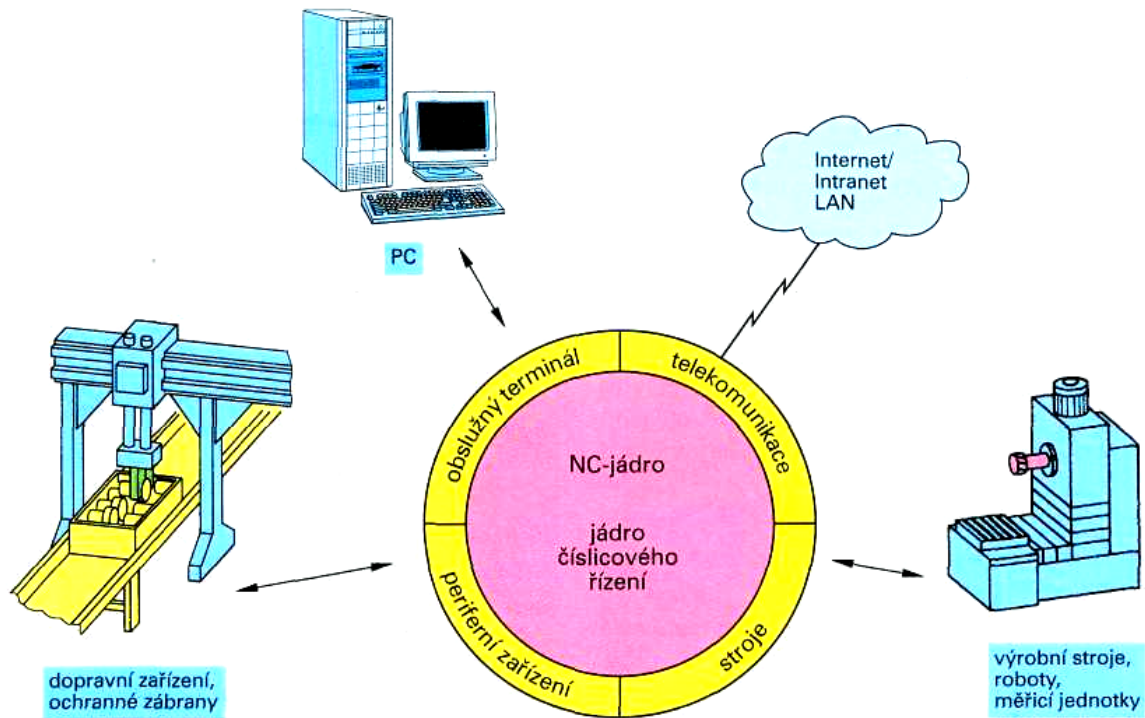 Internet/
Intranet
LAN
PC
obslužný terminál
telekomunikace
NC-jádro
jádro
číslicového
řízení
periferní zařízení
stroje
dopravní zařízení,
ochranné zábrany
výrobní stroje,
roboty,
měřicí jednotky